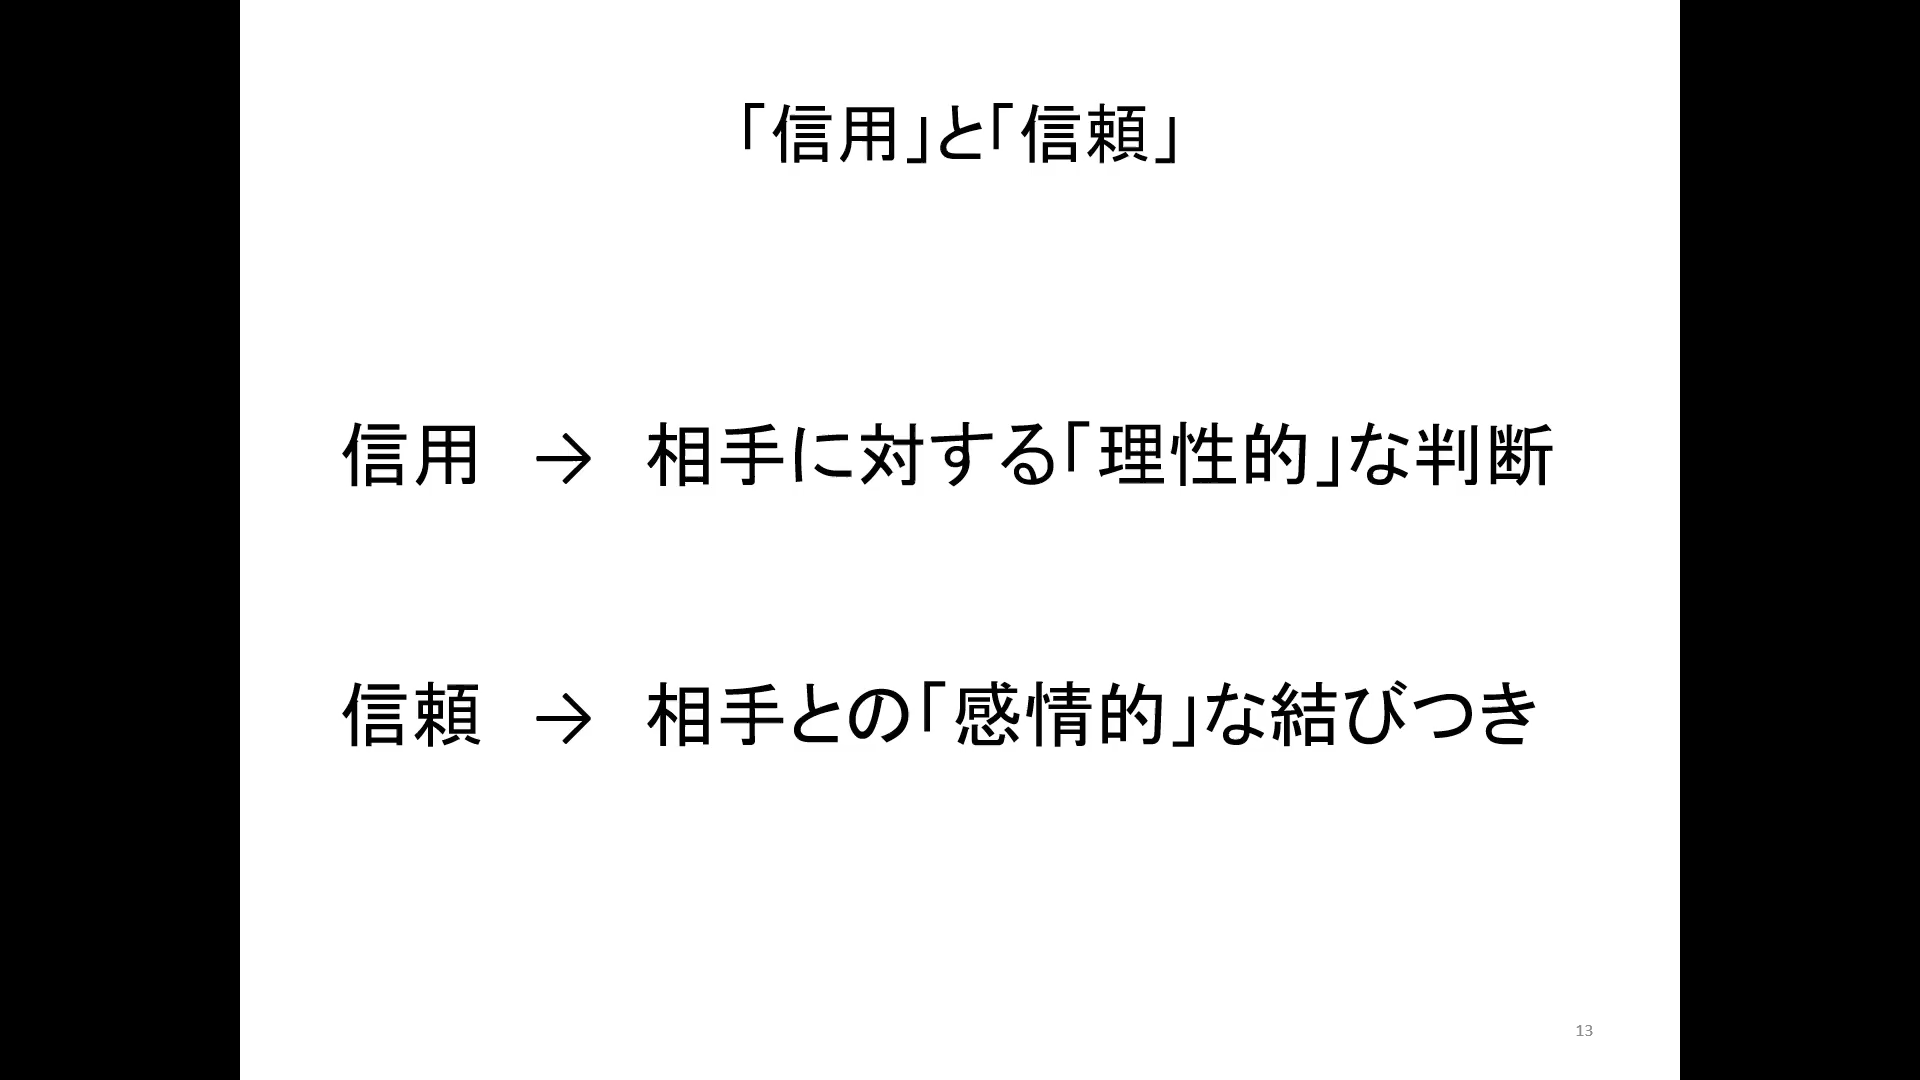 「信用」と「信頼」
信用 → 相手に対する「理性的」な判断
信頼 → 相手との「感情的」な結びつき
13